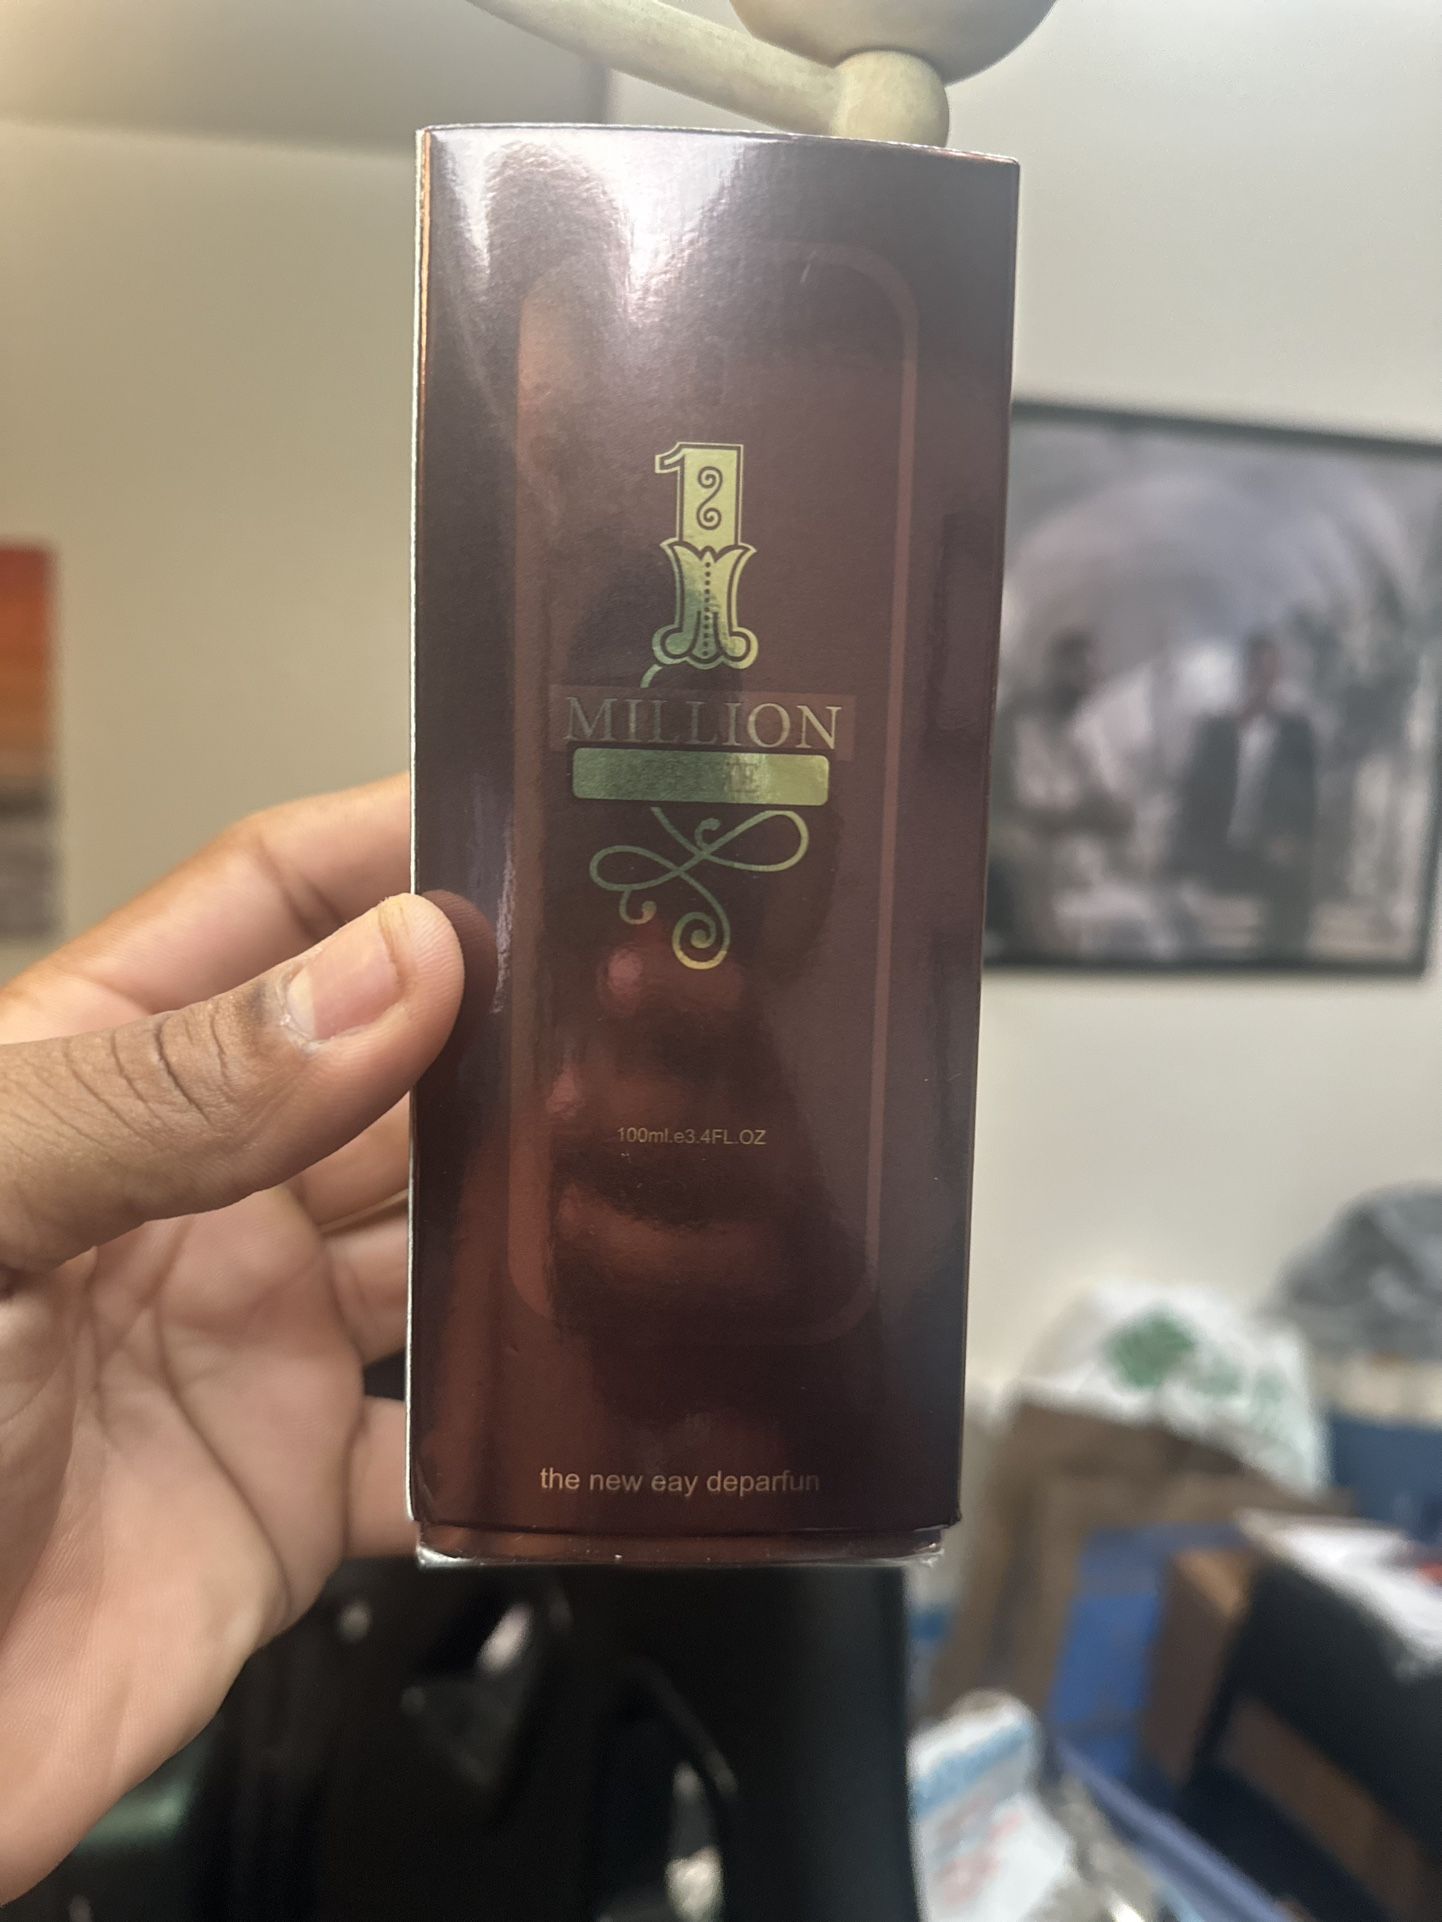 1
MILLION
100ml.e3.4FL.OZ
the new eay deparfun